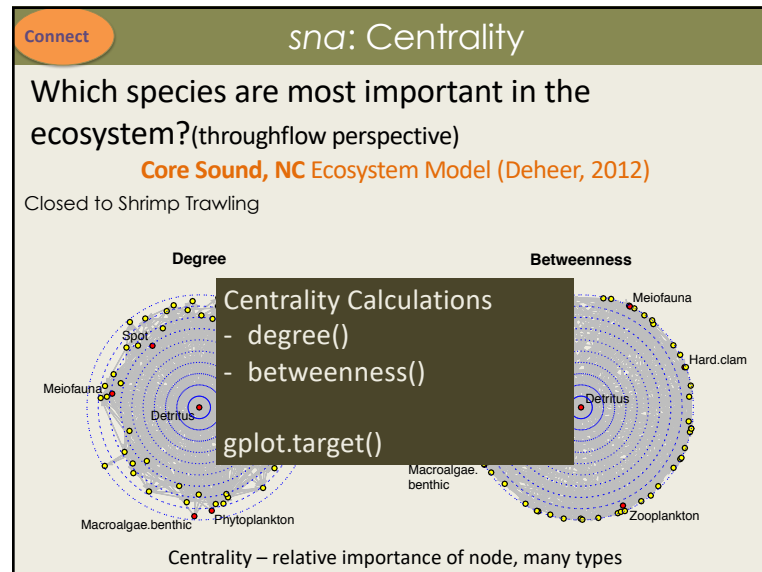 Connect
sna: Centrality
Which species are most important in the
ecosystem?(throughflow perspective)
Core Sound, NC Ecosystem Model (Deheer, 2012)
Closed to Shrimp Trawling
Degree
Spot
Meiofauna
Detritus
Macroalgae.benthic
Phytoplankton
Centrality Calculations
- degree()
- betweenness()
gplot.target()
Betweenness
Meiofauna
Hard.clam
Detritus
Macroalgae.
benthic
Zooplankton
Centrality – relative importance of node, many types